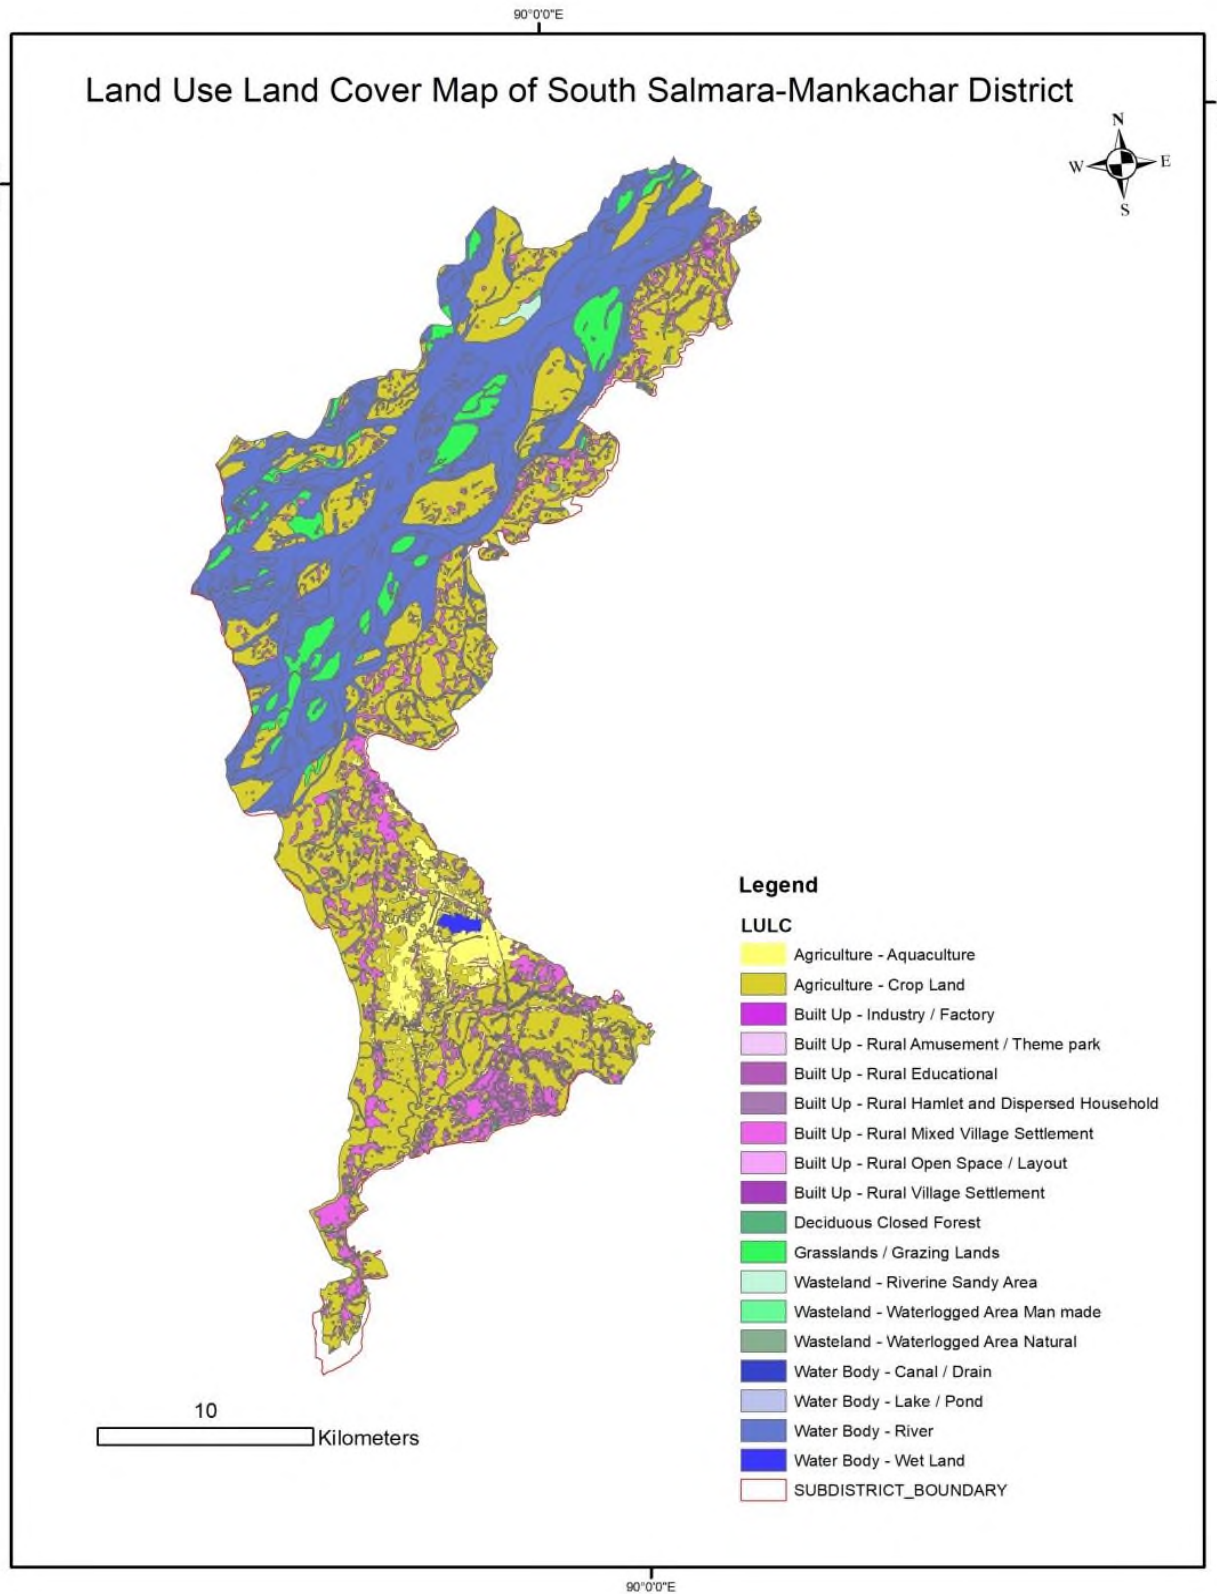 90°0'0"E
Land Use Land Cover Map of South Salmara-Mankachar District
N
W E
S
Legend
LULC
Agriculture - Aquaculture
Agriculture - Crop Land
Built Up - Industry / Factory
Built Up - Rural Amusement / Theme park
Built Up - Rural Educational
Built Up - Rural Hamlet and Dispersed Household
Built Up - Rural Mixed Village Settlement
Built Up - Rural Open Space / Layout
Built Up - Rural Village Settlement
Deciduous Closed Forest
Grasslands / Grazing Lands
Wasteland - Riverine Sandy Area
Wasteland - Waterlogged Area Man made
Wasteland - Waterlogged Area Natural
Water Body - Canal / Drain
Water Body - Lake / Pond
Water Body - River
Water Body - Wet Land
SUBDISTRICT_BOUNDARY
10
Kilometers
90°0'0"E